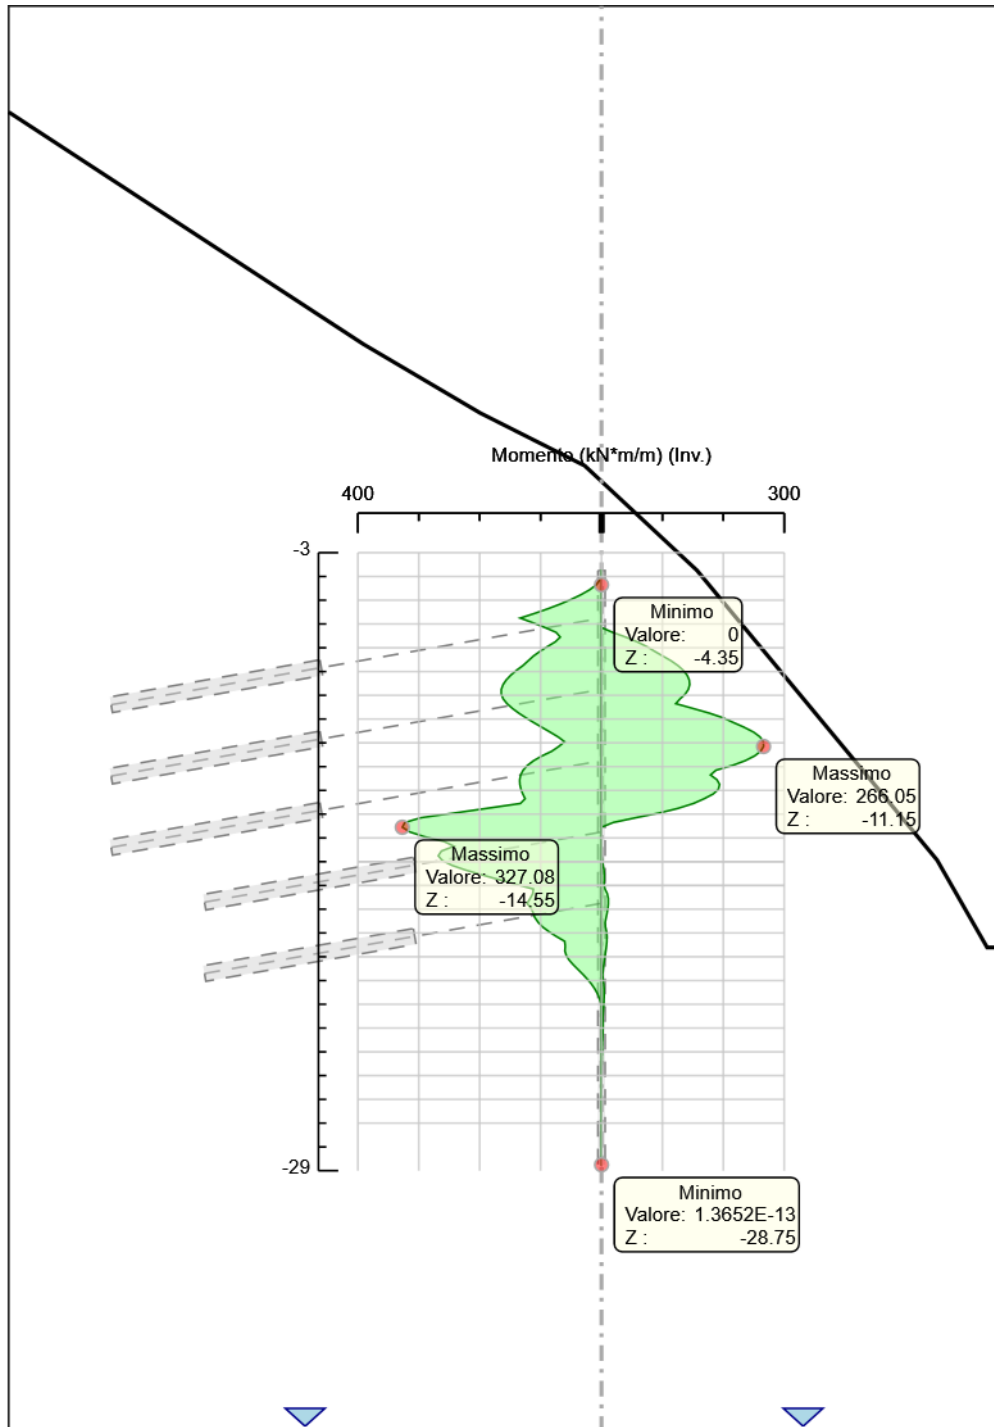 Momento (kN*m/m) (Inv.)
400
300
-3
Minimo
Valore: 0
Z : -4.35
Massimo
Valore: 266.05
Z : -11.15
Massimo
Valore: 327.08
Z : -14.55
-29
Minimo
Valore: 1.3652E-13
Z : -28.75